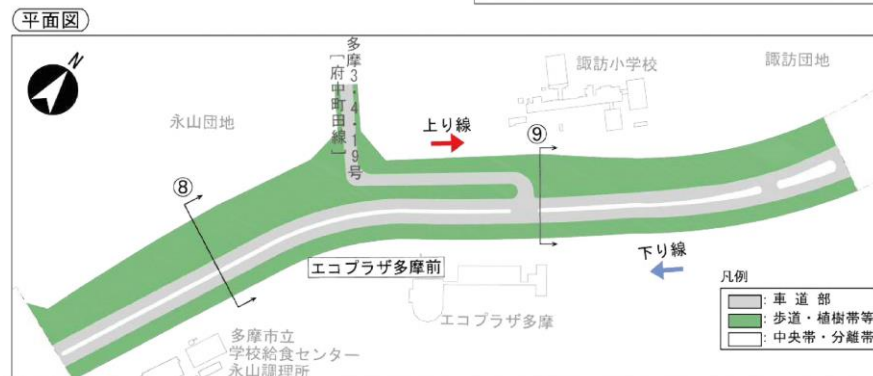 平面図
N
多摩3・4・19号
[府中町田線]
永山団地
上り線
諏訪小学校
諏訪団地
⑧
⑨
下り線
エコプラザ多摩前
エコプラザ多摩
多摩市立
学校給食センター
永山調理所
凡例
:車道部
:歩道・植樹帯等
:中央帯・分離帯